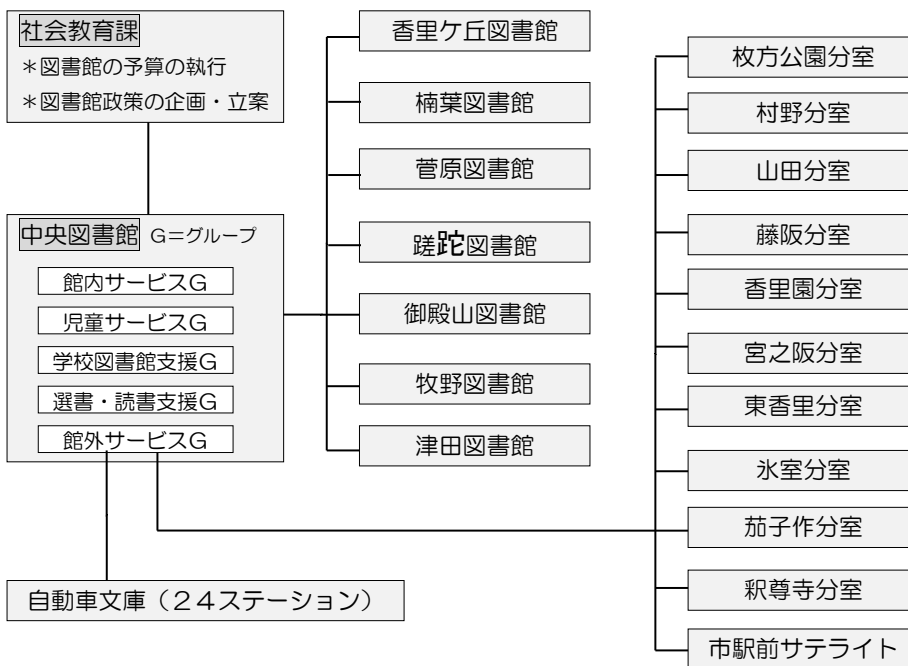 社会教育課
＊図書館の予算の執行
＊図書館政策の企画・立案
中央図書館 G＝グループ
館内サービスG
児童サービスG
学校図書館支援G
選書・読書支援G
館外サービスG
自動車文庫（２４ステーション）
香里ケ丘図書館
楠葉図書館
菅原図書館
蹉跎図書館
御殿山図書館
牧野図書館
津田図書館
枚方公園分室
村野分室
山田分室
藤阪分室
香里園分室
宮之阪分室
東香里分室
氷室分室
茄子作分室
釈尊寺分室
市駅前サテライト